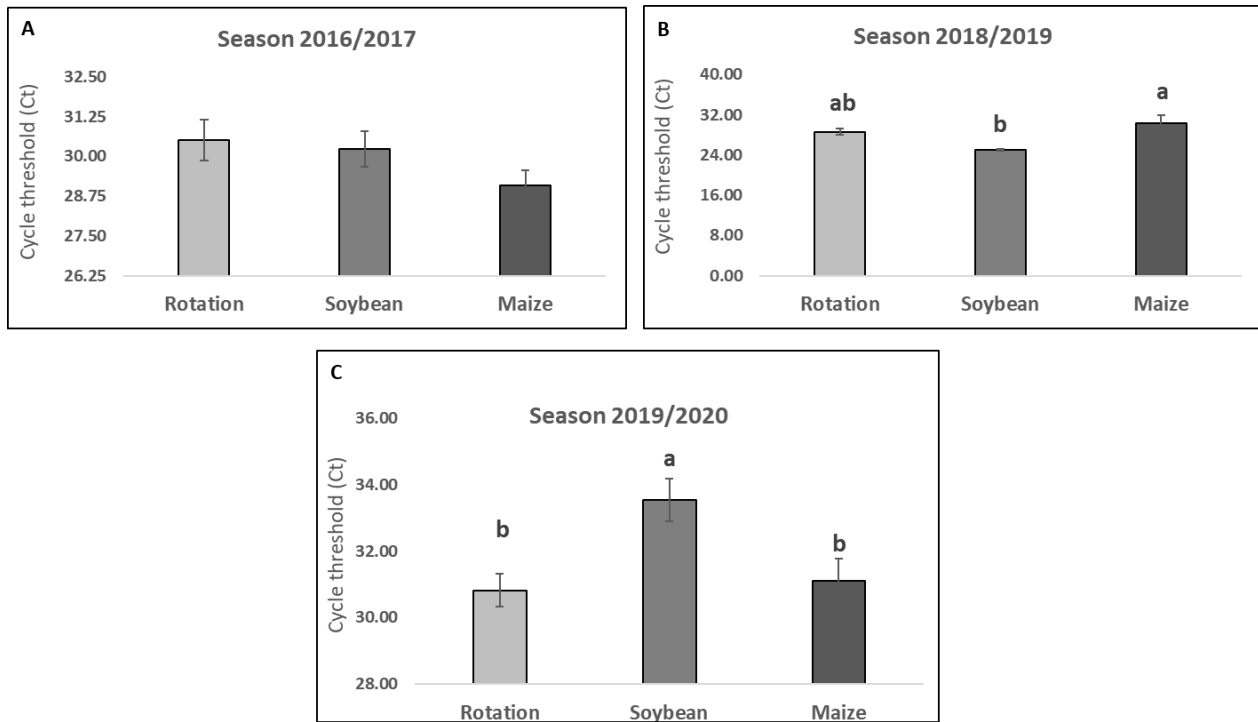 A
Season 2016/2017
Cycle threshold (Ct)
32.50
31.25
30.00
28.75
27.50
26.25
Rotation Soybean Maize
B
Season 2018/2019
Cycle threshold (Ct)
40.00
32.00
24.00
16.00
8.00
0.00
ab b a
Rotation Soybean Maize
C
Season 2019/2020
Cycle threshold (Ct)
36.00
34.00
32.00
30.00
28.00
b a b
Rotation Soybean Maize